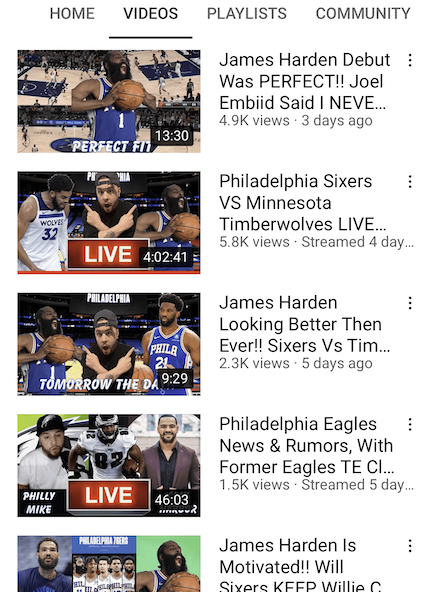 HOME VIDEOS PLAYLISTS COMMUNITY
James Harden Debut
Was PERFECT!! Joel
Embiid Said I NEVE...
4.9K views · 3 days ago
1
PERFECT FIT
13:30
Philadelphia Sixers
VS Minnesota
Timberwolves LIVE...
5.8K views · Streamed 4 day...
PHILADELPHIA
WOLVES
32
LIVE
4:02:41
James Harden
Looking Better Then
Ever!! Sixers Vs Tim...
2.3K views · 5 days ago
PHILADELPHIA
PHILA
21
TOMORROW THE DA
9:29
Philadelphia Eagles
News & Rumors, With
Former Eagles TE Cl...
1.5K views · Streamed 5 day...
82
PHILLY
MIKE
LIVE
46:03
James Harden Is
Motivated!! Will
Sixers KEEP Willie C
PHILADELPHIA 76ERS